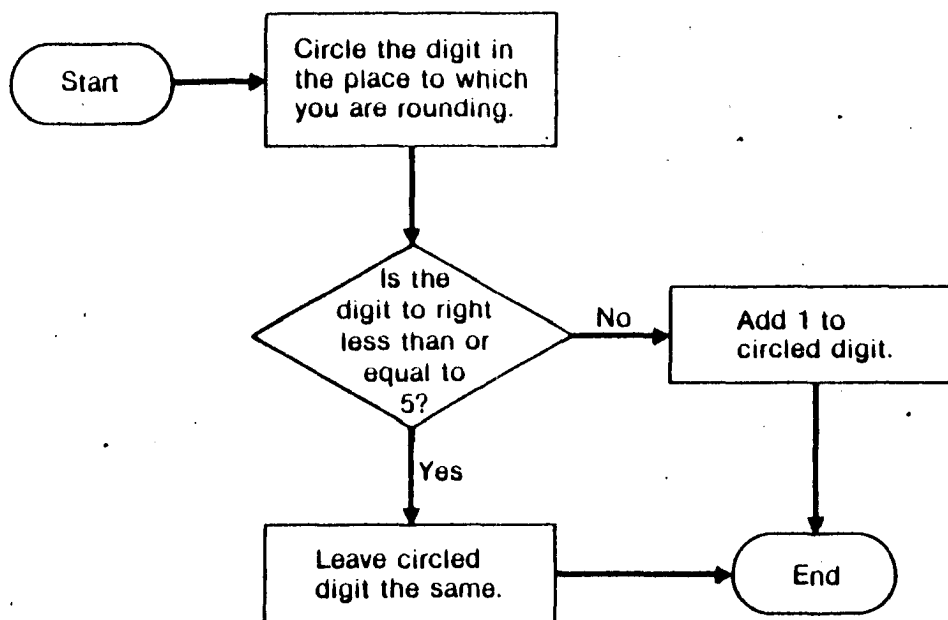 Start
Circle the digit in
the place to which
you are rounding.
Is the
digit to right
less than or
equal to
5?
No
Add 1 to
circled digit.
Yes
Leave circled
digit the same.
End